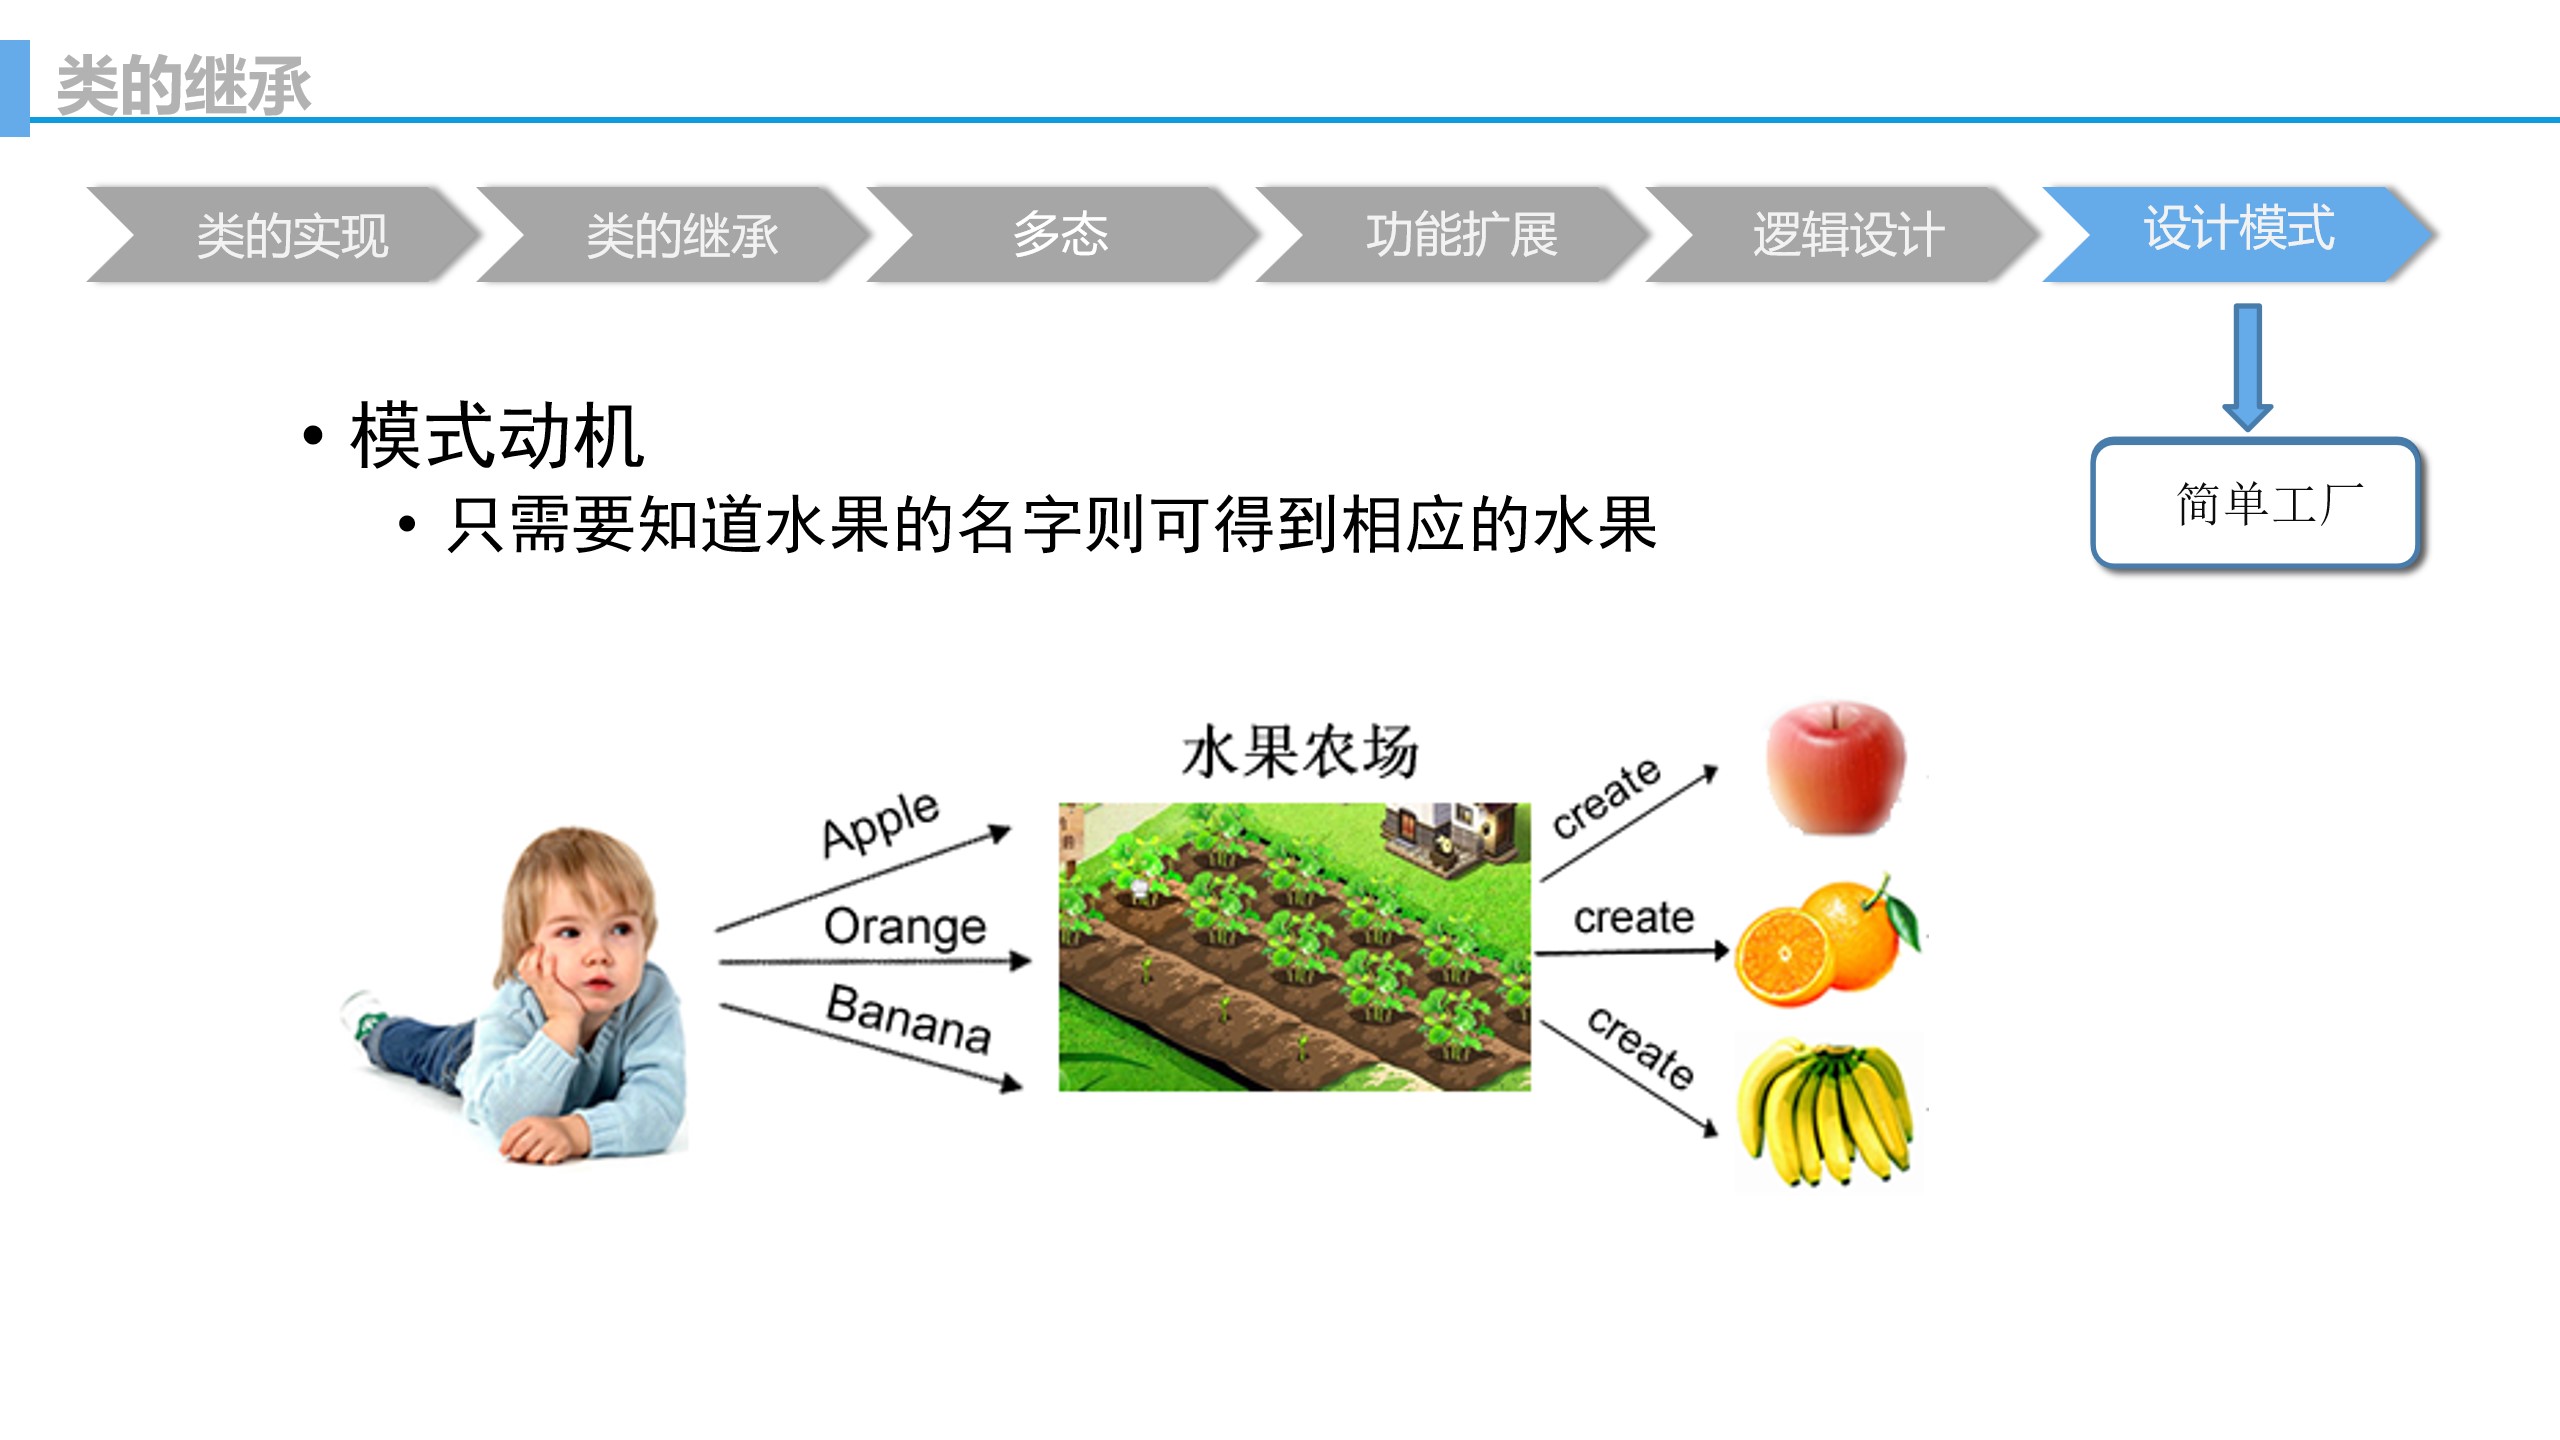 类的继承
类的实现
类的继承
多态
功能扩展
逻辑设计
设计模式
• 模式动机
• 只需要知道水果的名字则可得到相应的水果
简单工厂
水果农场
Apple
Orange
Banana
create
create
create